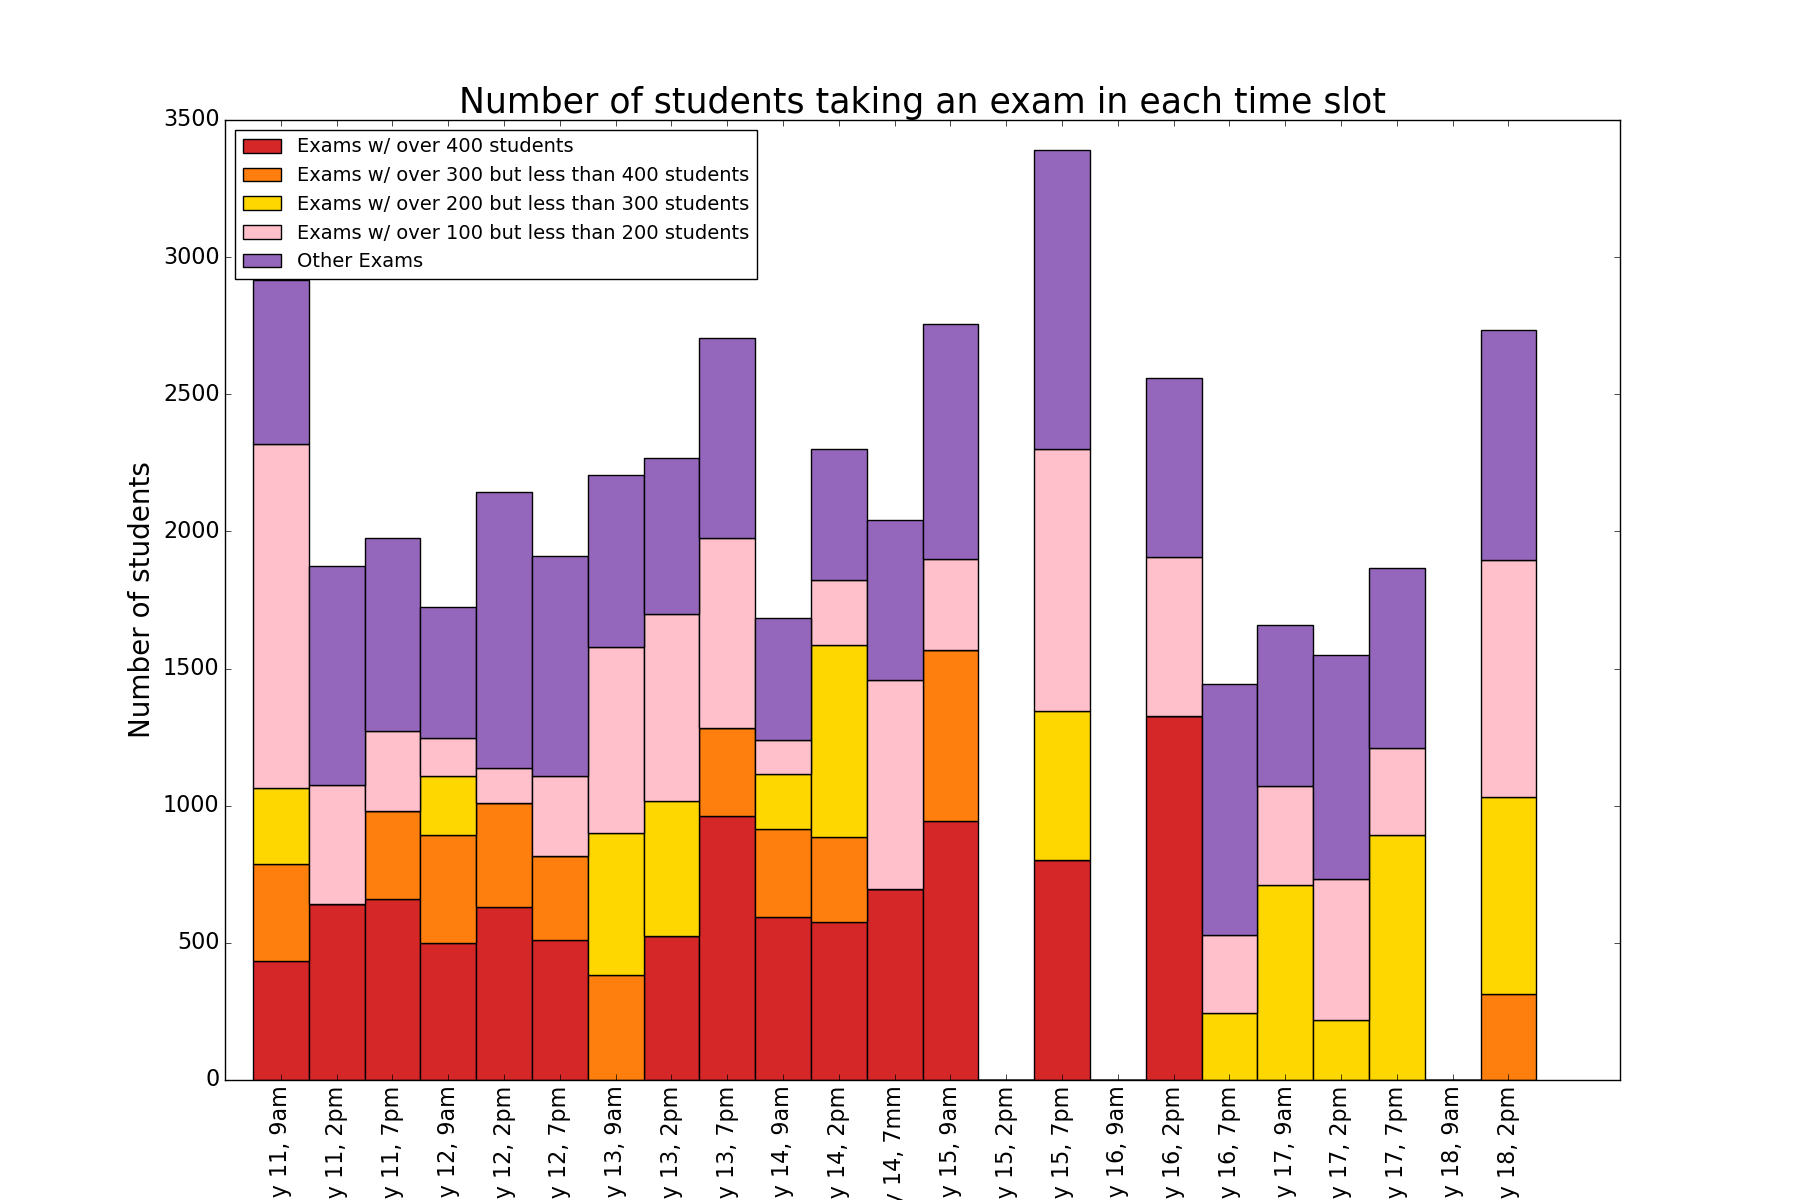 Number of students taking an exam in each time slot
Exams w/ over 400 students
Exams w/ over 300 but less than 400 students
Exams w/ over 200 but less than 300 students
Exams w/ over 100 but less than 200 students
Other Exams
Number of students
3500
3000
2500
2000
1500
1000
500
0
y 11, 9am
y 11, 2pm
y 11, 7pm
y 12, 9am
y 12, 2pm
y 12, 7pm
y 13, 9am
y 13, 2pm
y 13, 7pm
y 14, 9am
y 14, 2pm
y 14, 7mm
y 15, 9am
y 15, 2pm
y 15, 7pm
y 16, 9am
y 16, 2pm
y 16, 7pm
y 17, 9am
y 17, 2pm
y 17, 7pm
y 18, 9am
y 18, 2pm